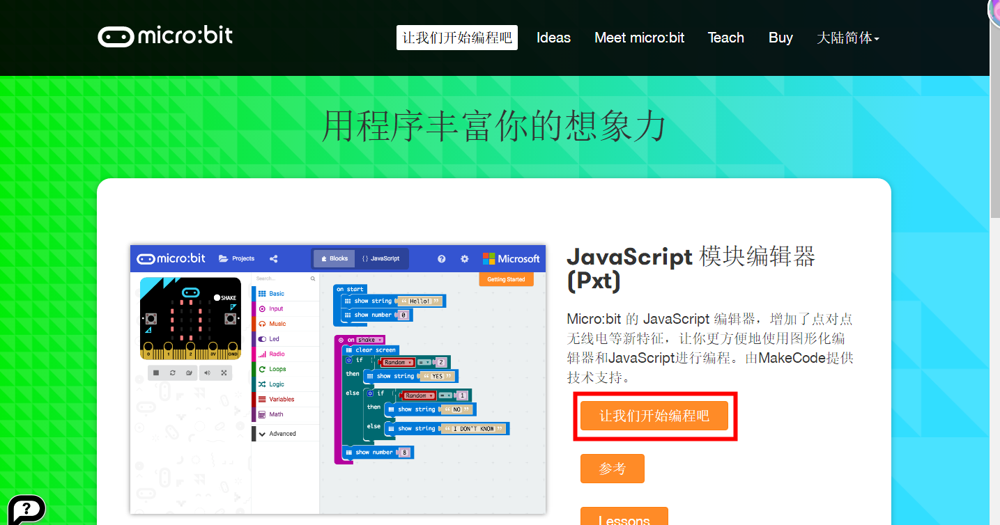 micro:bit
让我们开始编程吧
Ideas
Meet micro:bit
Teach
Buy
大陆简体
用程序丰富你的想象力
micro:bit
Projects
Blocks
{} JavaScript
?
Microsoft
Getting Started
Search...
SHAKE
0
1
2
3V
GND
Basic
Input
Music
Led
Radio
Loops
Logic
Variables
Math
Advanced
on start
show string “ Hello! ”
show number 0
on shake
clear screen
if Random = 2
then show string “ YES ”
else if Random = 1
then show string “ NO ”
else show string “ I DON'T KNOW ”
show number 8
JavaScript 模块编辑器
(Pxt)
Micro:bit 的 JavaScript 编辑器，增加了点对点
无线电等新特征，让你更方便地使用图形化编
辑器和JavaScript进行编程。由MakeCode提供
技术支持。
让我们开始编程吧
参考
Lessons
?